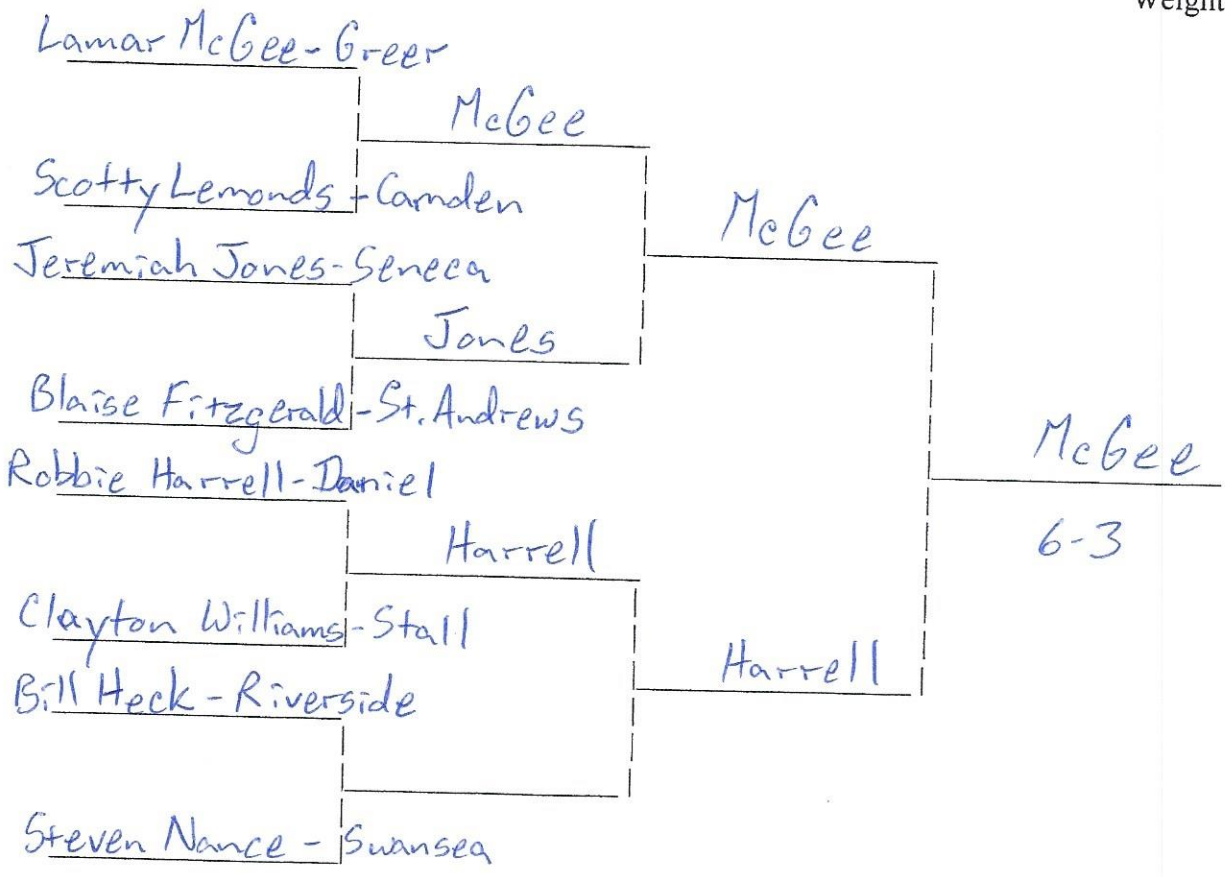 weight
Lamar McGee-Greer
McGee
Scotty Lemonds-Camden
McGee
Jeremiah Jones-Seneca
Jones
Blaise Fitzgerald-St. Andrews
McGee
Robbie Harrell-Daniel
6-3
Harrell
Clayton Williams-Stall
Harrell
Bill Heck-Riverside
Steven Nance-Swansea